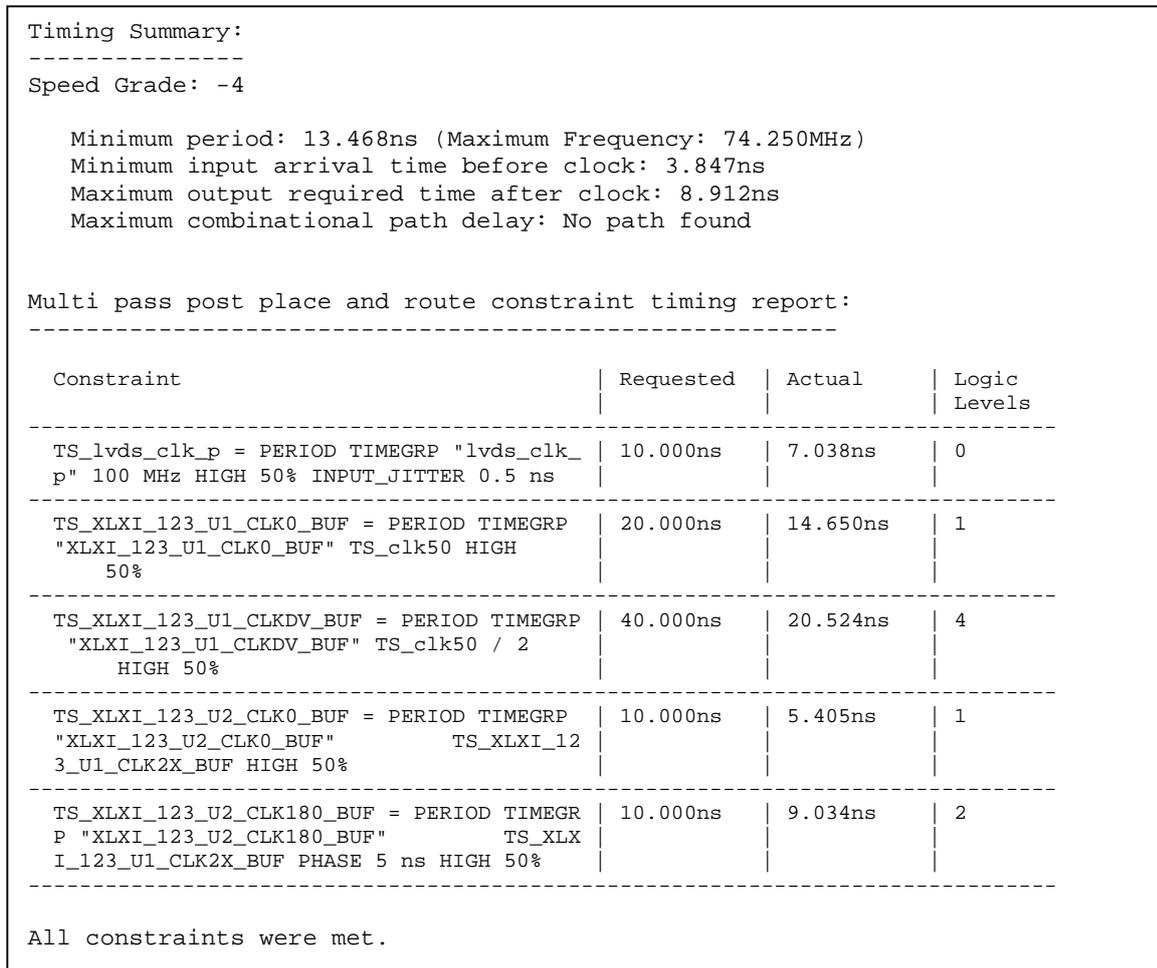 Timing Summary:
---------------
Speed Grade: -4
Minimum period: 13.468ns (Maximum Frequency: 74.250MHz)
Minimum input arrival time before clock: 3.847ns
Maximum output required time after clock: 8.912ns
Maximum combinational path delay: No path found
Multi pass post place and route constraint timing report:
--------------------------------------------------------
Constraint | Requested | Actual | Logic
| | | Levels
------------------------------------------------------------------------
TS_lvds_clk_p = PERIOD TIMEGRP "lvds_clk_ | 10.000ns | 7.038ns | 0
p" 100 MHz HIGH 50% INPUT_JITTER 0.5 ns | | |
------------------------------------------------------------------------
TS_XLXI_123_U1_CLK0_BUF = PERIOD TIMEGRP | 20.000ns | 14.650ns | 1
"XLXI_123_U1_CLK0_BUF" TS_clk50 HIGH | | |
50% | | |
------------------------------------------------------------------------
TS_XLXI_123_U1_CLKDV_BUF = PERIOD TIMEGRP | 40.000ns | 20.524ns | 4
"XLXI_123_U1_CLKDV_BUF" TS_clk50 / 2 | | |
HIGH 50% | | |
------------------------------------------------------------------------
TS_XLXI_123_U2_CLK0_BUF = PERIOD TIMEGRP | 10.000ns | 5.405ns | 1
"XLXI_123_U2_CLK0_BUF" TS_XLXI_12 | | |
3_U1_CLK2X_BUF HIGH 50% | | |
------------------------------------------------------------------------
TS_XLXI_123_U2_CLK180_BUF = PERIOD TIMEGR | 10.000ns | 9.034ns | 2
P "XLXI_123_U2_CLK180_BUF" TS_XLX | | |
I_123_U1_CLK2X_BUF PHASE 5 ns HIGH 50% | | |
------------------------------------------------------------------------
All constraints were met.